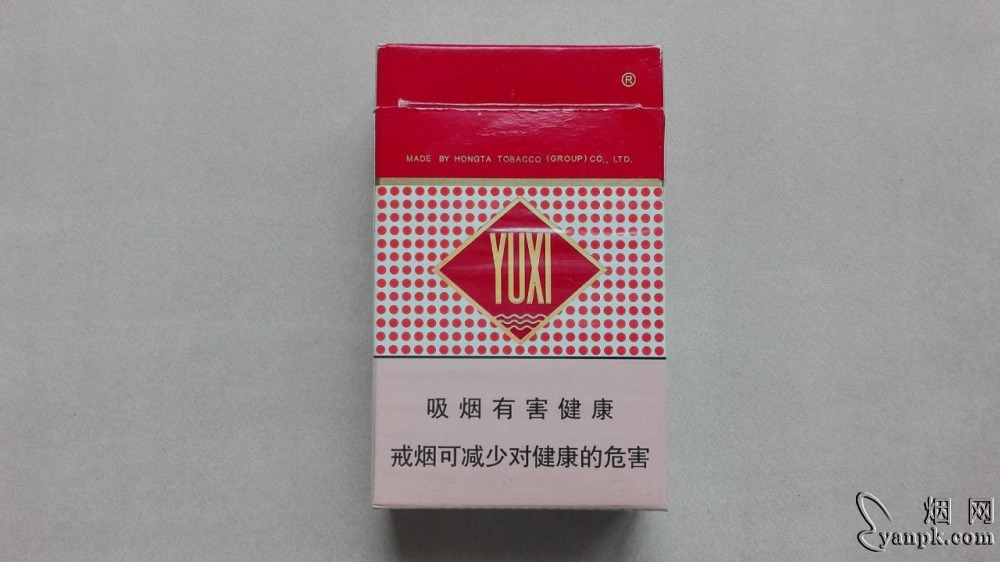 ®
MADE BY HONGTA TOBACCO (GROUP) CO., LTD.
YUXI
吸烟有害健康
戒烟可减少对健康的危害
烟网
yanpk.com